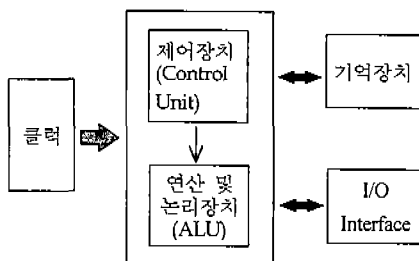 클럭
제어장치
(Control
Unit)
연산 및
논리장치
(ALU)
기억장치
I/O
Interface